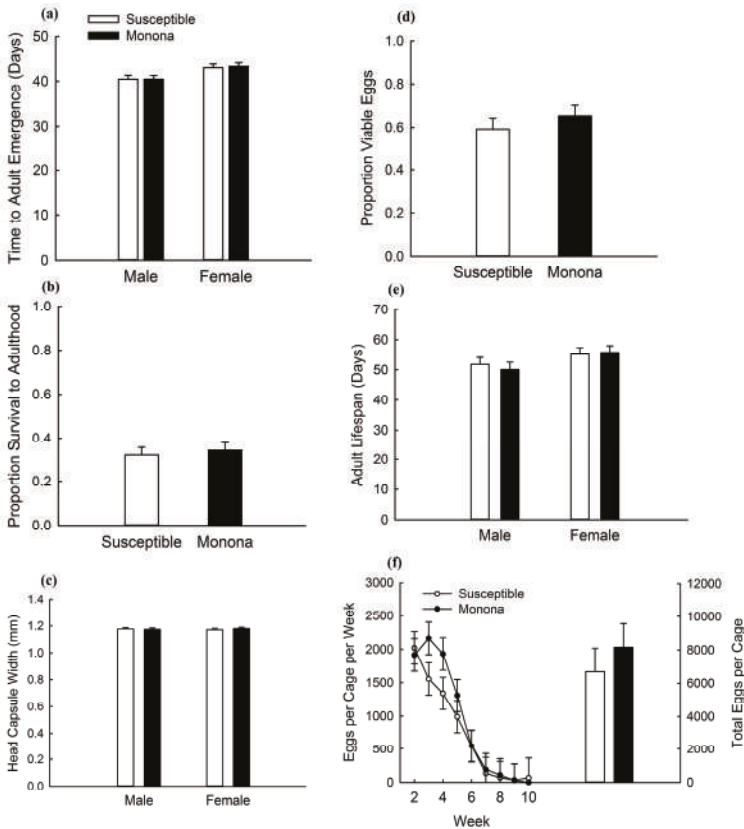 (a)
Susceptible
Monona
Time to Adult Emergence (Days)
50
40
30
20
10
0
Male Female
(b)
Proportion Survival to Adulthood
1.0
0.8
0.6
0.4
0.2
0.0
Susceptible Monona
(c)
Head Capsule Width (mm)
1.4
1.2
1.0
0.8
0.6
0.4
0.2
0.0
Male Female
(d)
Proportion Viable Eggs
1.0
0.8
0.6
0.4
0.2
0.0
Susceptible Monona
(e)
Adult Lifespan (Days)
70
60
50
40
30
20
10
0
Male Female
(f)
Susceptible
Monona
Eggs per Cage per Week
3000
2500
2000
1500
1000
500
0
2 4 6 8 10
Week
12000
10000
8000
6000
4000
2000
0
Total Eggs per Cage